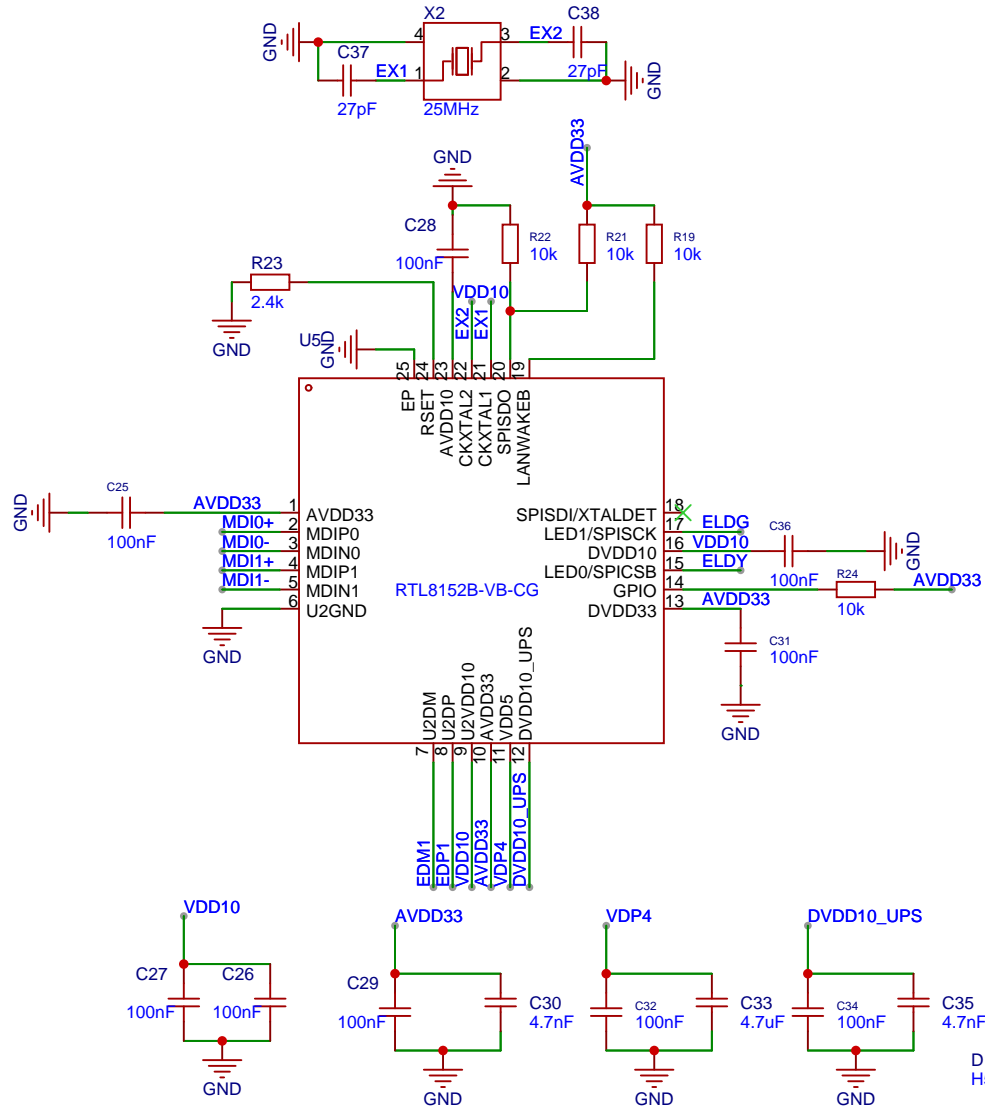 X2
C38
GND
4
3
EX2
C37
EX1
1
2
27pF
GND
27pF
25MHz
AVDD33
GND
C28
R22
R21
R19
100nF
10k
10k
10k
R23
2.4k
VDD10
EX2
EX1
GND
U5
GND
25
24
23
22
21
20
19
EP
RSET
AVDD10
CKXTAL2
CKXTAL1
SPISDO
LANWAKEB
C25
GND
100nF
AVDD33
1
AVDD33
MDI0+
2
MDIP0
MDI0-
3
MDIN0
MDI1+
4
MDIP1
MDI1-
5
MDIN1
6
U2GND
GND
RTL8152B-VB-CG
SPISDI/XTALDET
18
LED1/SPISCK
17
ELDG
DVDD10
16
VDD10
C36
100nF
GND
LED0/SPICSB
15
ELDY
GPIO
14
R24
10k
AVDD33
DVDD33
13
AVDD33
C31
100nF
GND
U2DM
U2DP
U2VDD10
AVDD33
VDD5
DVDD10_UPS
7
8
9
10
11
12
EDM1
EDP1
VDD10
AVDD33
VDP4
DVDD10_UPS
VDD10
AVDD33
VDP4
DVDD10_UPS
C27
C26
100nF
100nF
GND
C29
C30
100nF
4.7nF
GND
C32
C33
100nF
4.7uF
GND
C34
C35
100nF
4.7nF
GND
D